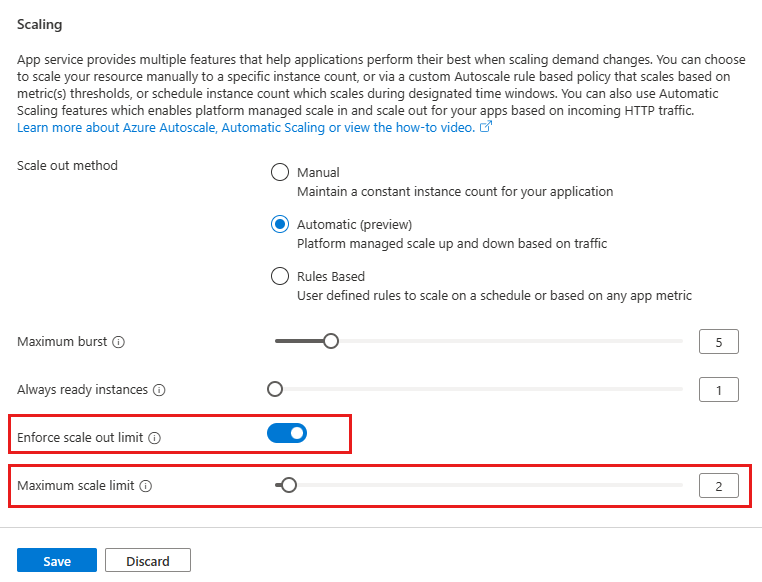 Scaling
App service provides multiple features that help applications perform their best when scaling demand changes. You can choose
to scale your resource manually to a specific instance count, or via a custom Autoscale rule based policy that scales based on
metric(s) thresholds, or schedule instance count which scales during designated time windows. You can also use Automatic
Scaling features which enables platform managed scale in and scale out for your apps based on incoming HTTP traffic.
Learn more about Azure Autoscale, Automatic Scaling or view the how-to video.
Scale out method
Manual
Maintain a constant instance count for your application
Automatic (preview)
Platform managed scale up and down based on traffic
Rules Based
User defined rules to scale on a schedule or based on any app metric
Maximum burst 5
Always ready instances 1
Enforce scale out limit
Maximum scale limit 2
Save Discard